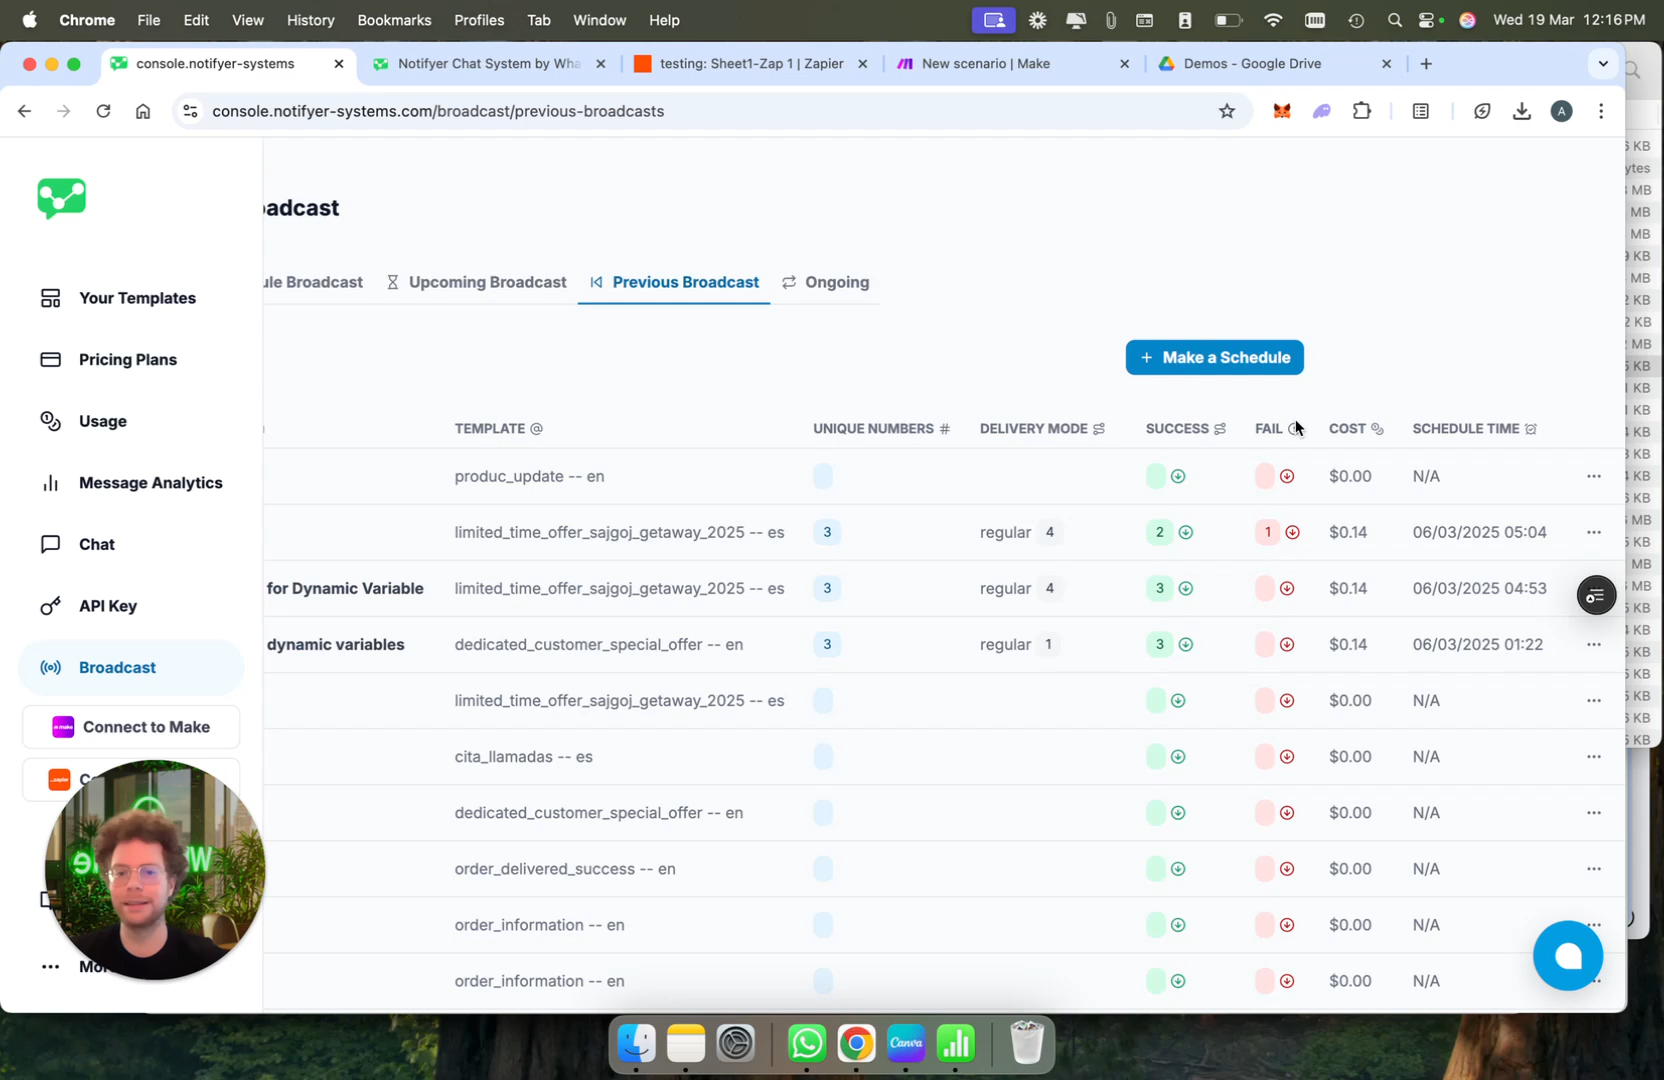 Chrome File Edit View History Bookmarks Profiles Tab Window Help Wed 19 Mar 12:16 PM
console.notifyer-systems Notifyer Chat System by Wha testing: Sheet1-Zap 1 | Zapier New scenario | Make Demos - Google Drive
console.notifyer-systems.com/broadcast/previous-broadcasts A
oadcast
ule Broadcast Upcoming Broadcast Previous Broadcast Ongoing
+ Make a Schedule
Your Templates
Pricing Plans
Usage
Message Analytics
Chat
API Key
Broadcast
Connect to Make
TEMPLATE @ UNIQUE NUMBERS # DELIVERY MODE SUCCESS FAIL COST SCHEDULE TIME
produc_update -- en $0.00 N/A ...
limited_time_offer_sajgoj_getaway_2025 -- es 3 regular 4 2 1 $0.14 06/03/2025 05:04 ...
for Dynamic Variable limited_time_offer_sajgoj_getaway_2025 -- es 3 regular 4 3 $0.14 06/03/2025 04:53
dynamic variables dedicated_customer_special_offer -- en 3 regular 1 3 $0.14 06/03/2025 01:22 ...
limited_time_offer_sajgoj_getaway_2025 -- es $0.00 N/A ...
cita_llamadas -- es $0.00 N/A ...
dedicated_customer_special_offer -- en $0.00 N/A ...
order_delivered_success -- en $0.00 N/A ...
order_information -- en $0.00 N/A ...
order_information -- en $0.00 N/A
Canva